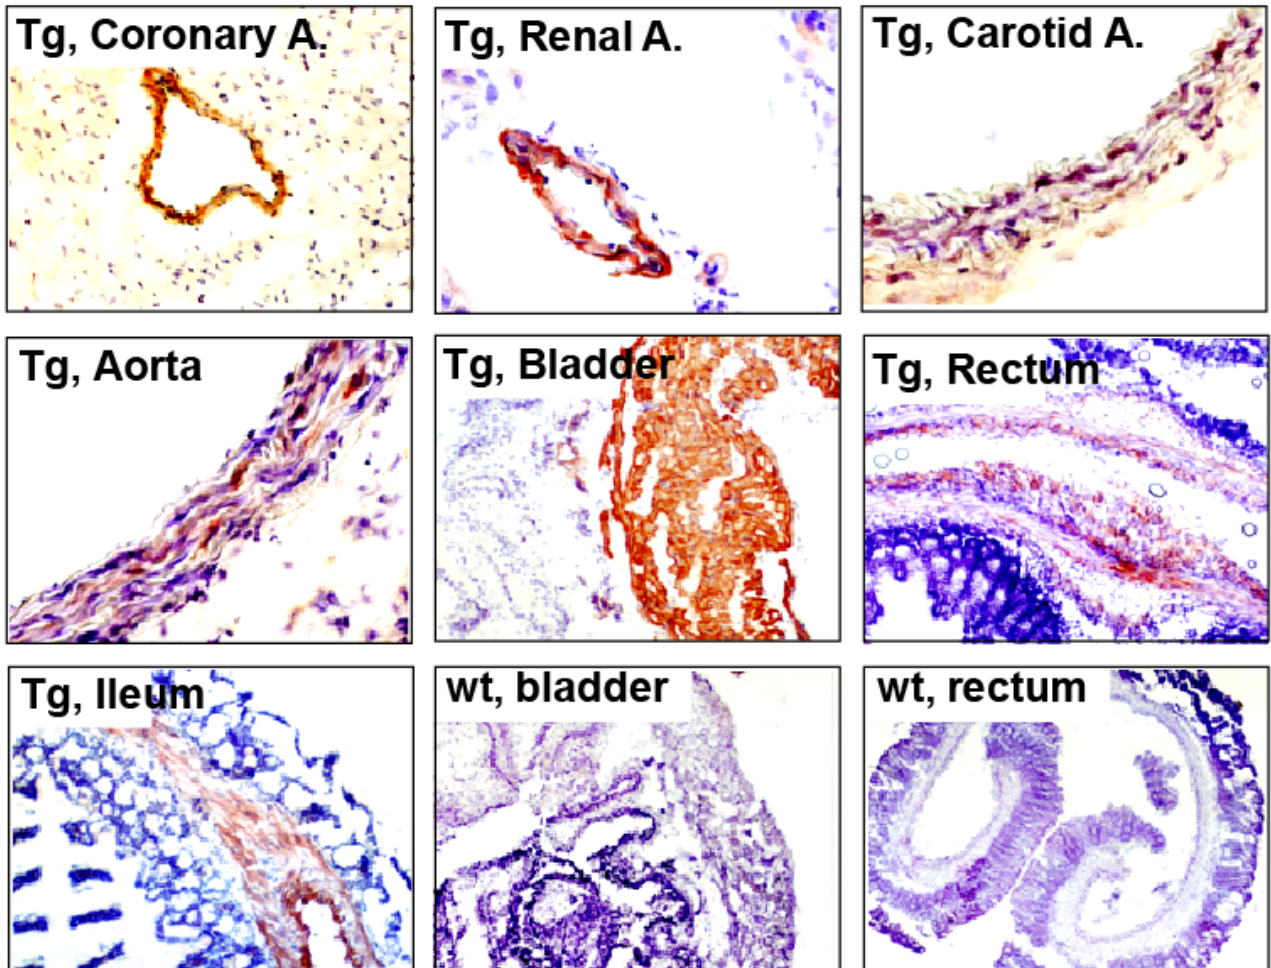 Tg, Coronary A.
Tg, Renal A.
Tg, Carotid A.
Tg, Aorta
Tg, Bladder
Tg, Rectum
Tg, Ileum
wt, bladder
wt, rectum